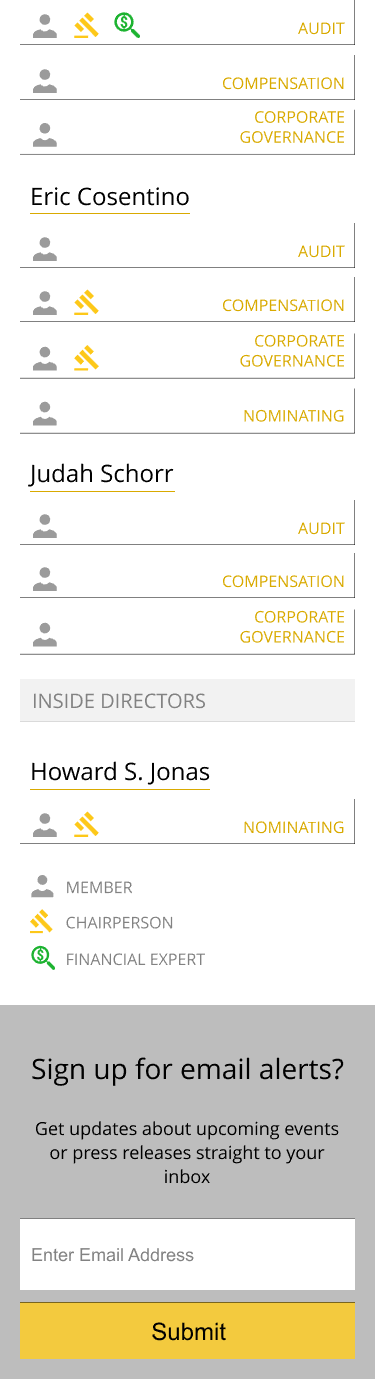 AUDIT
COMPENSATION
CORPORATE
GOVERNANCE
Eric Cosentino
AUDIT
COMPENSATION
CORPORATE
GOVERNANCE
NOMINATING
Judah Schorr
AUDIT
COMPENSATION
CORPORATE
GOVERNANCE
INSIDE DIRECTORS
Howard S. Jonas
NOMINATING
MEMBER
CHAIRPERSON
FINANCIAL EXPERT
Sign up for email alerts?
Get updates about upcoming events
or press releases straight to your
inbox
Enter Email Address
Submit